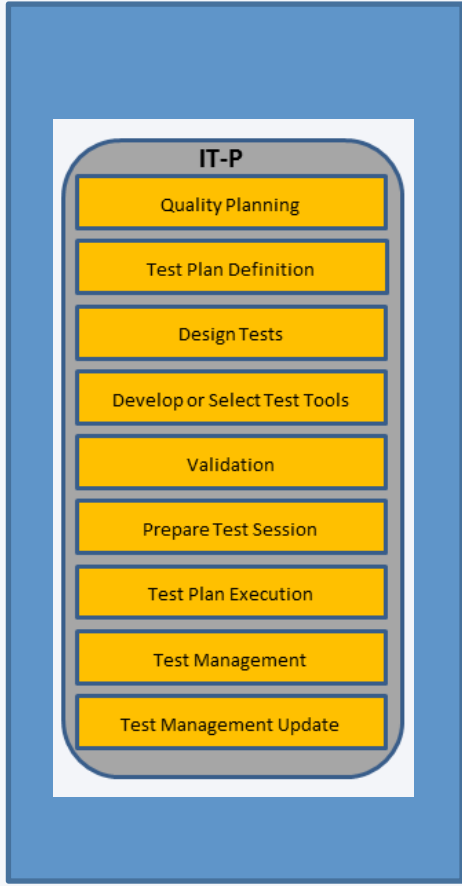 IT-P
Quality Planning
Test Plan Definition
Design Tests
Develop or Select Test Tools
Validation
Prepare Test Session
Test Plan Execution
Test Management
Test Management Update